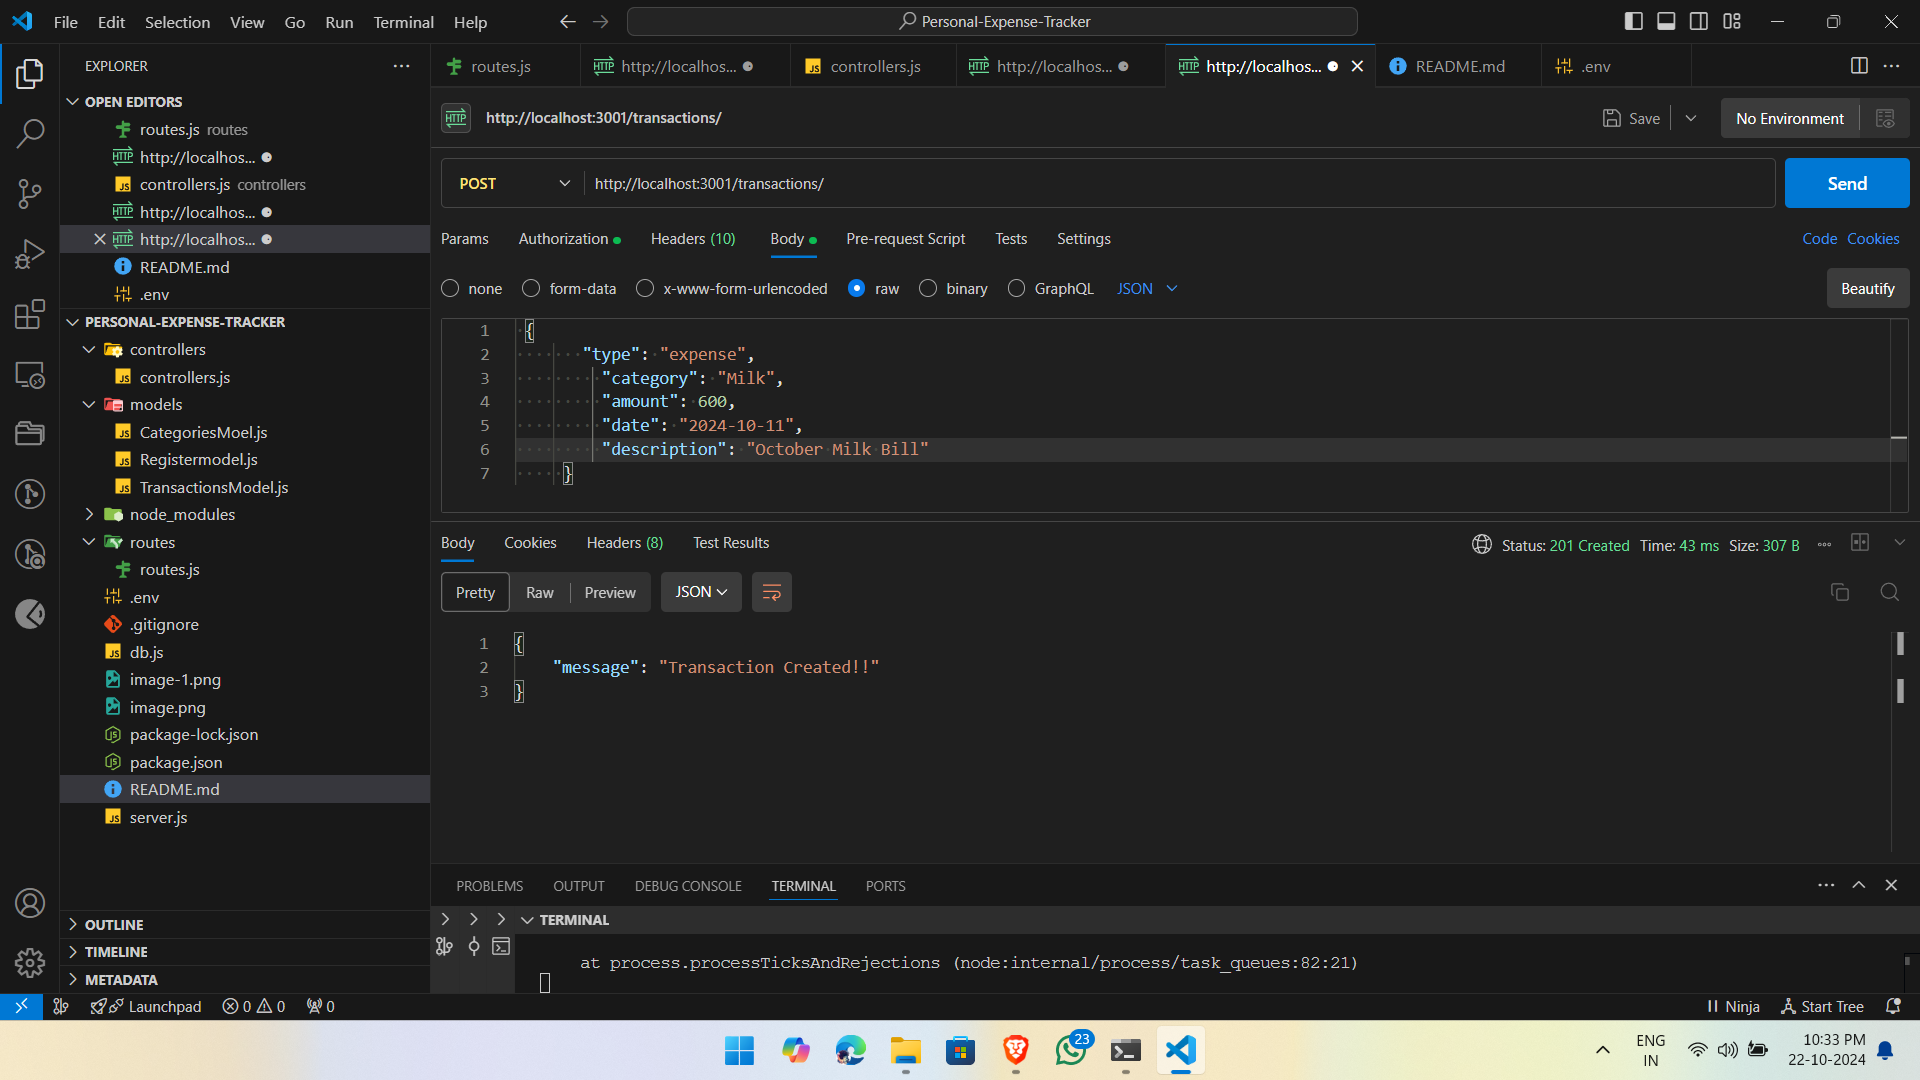 File Edit Selection View Go Run Terminal Help
Personal-Expense-Tracker
EXPLORER
OPEN EDITORS
routes.js routes
http://localhos...
controllers.js controllers
http://localhos...
http://localhos...
README.md
.env
PERSONAL-EXPENSE-TRACKER
controllers
controllers.js
models
CategoriesMoel.js
Registermodel.js
TransactionsModel.js
node_modules
routes
routes.js
.env
.gitignore
db.js
image-1.png
image.png
package-lock.json
package.json
README.md
server.js
OUTLINE
TIMELINE
METADATA
routes.js http://localhos... controllers.js http://localhos... http://localhos... README.md .env
HTTP http://localhost:3001/transactions/ Save No Environment
POST http://localhost:3001/transactions/ Send
Params Authorization Headers (10) Body Pre-request Script Tests Settings Code Cookies
none form-data x-www-form-urlencoded raw binary GraphQL JSON Beautify
1 {
2 "type": "expense",
3 "category": "Milk",
4 "amount": 600,
5 "date": "2024-10-11",
6 "description": "October Milk Bill"
7 }
Body Cookies Headers (8) Test Results Status: 201 Created Time: 43 ms Size: 307 B
Pretty Raw Preview JSON
1 {
2 "message": "Transaction Created!!"
3 }
PROBLEMS OUTPUT DEBUG CONSOLE TERMINAL PORTS
TERMINAL
at process.processTicksAndRejections (node:internal/process/task_queues:82:21)
Launchpad 0 0 0 Ninja Start Tree
23
ENG
IN
10:33 PM
22-10-2024